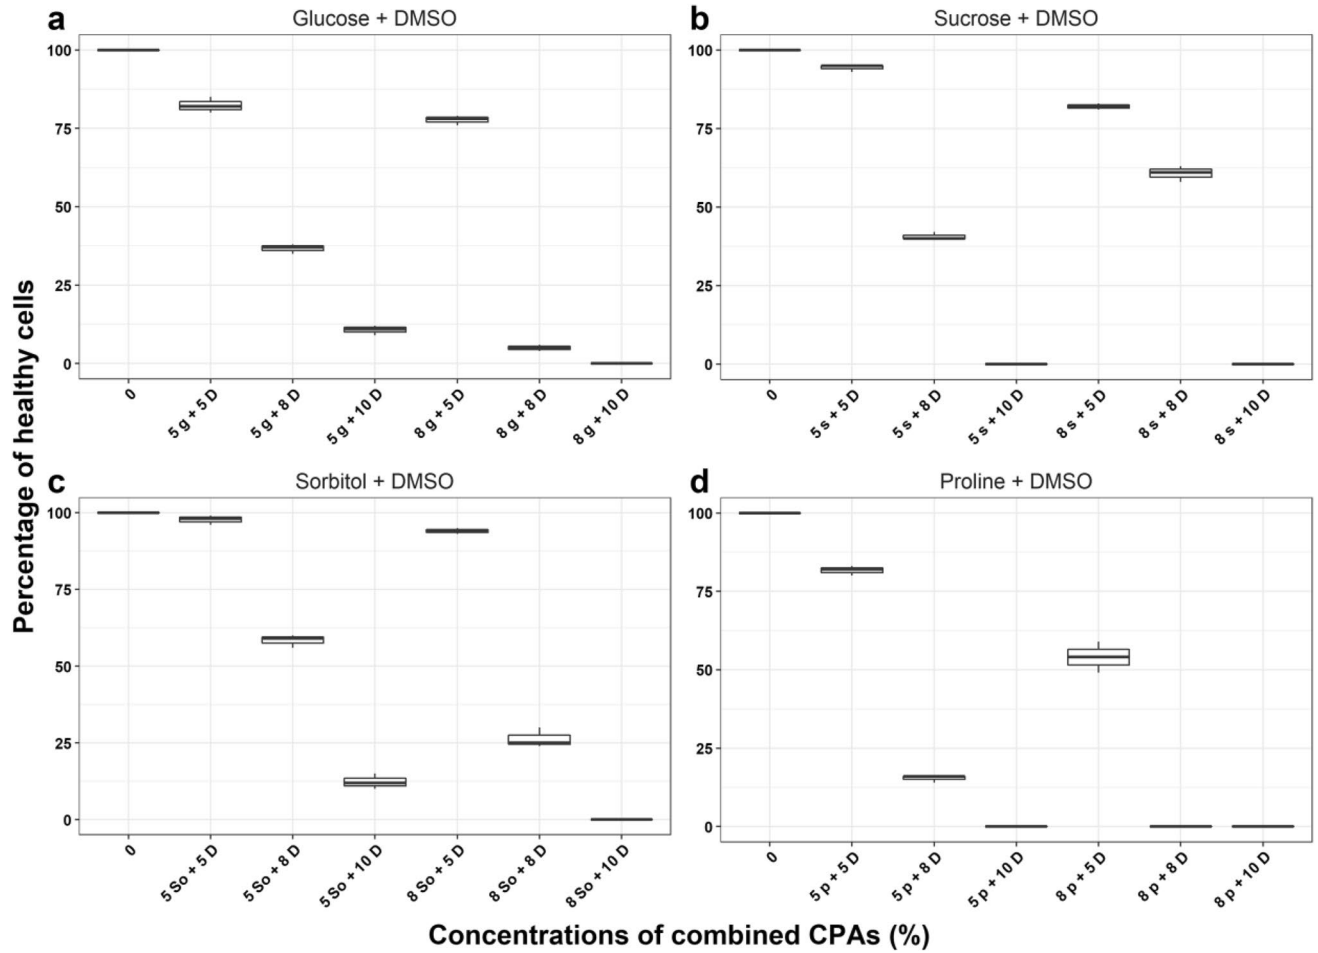 a Glucose + DMSO
100
75
50
25
0
0 5 g + 5 D 5 g + 8 D 5 g + 10 D 8 g + 5 D 8 g + 8 D 8 g + 10 D
b Sucrose + DMSO
100
75
50
25
0
0 5 s + 5 D 5 s + 8 D 5 s + 10 D 8 s + 5 D 8 s + 8 D 8 s + 10 D
Percentage of healthy cells
c Sorbitol + DMSO
100
75
50
25
0
0 5 So + 5 D 5 So + 8 D 5 So + 10 D 8 So + 5 D 8 So + 8 D 8 So + 10 D
d Proline + DMSO
100
75
50
25
0
0 5 p + 5 D 5 p + 8 D 5 p + 10 D 8 p + 5 D 8 p + 8 D 8 p + 10 D
Concentrations of combined CPAs (%)